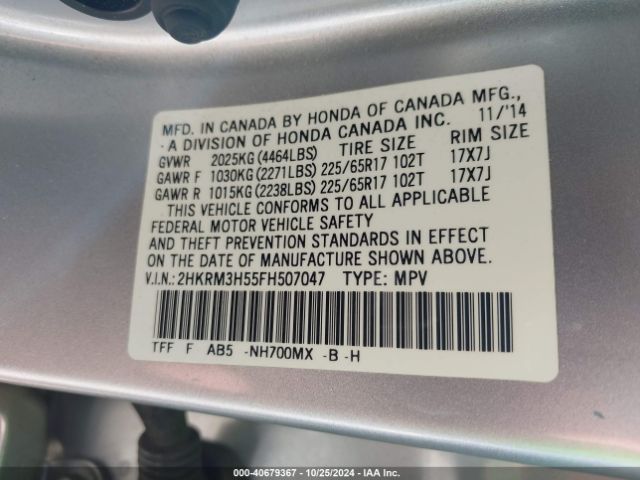 MFD. IN CANADA BY HONDA OF CANADA MFG.,
A DIVISION OF HONDA CANADA INC. 11/'14
GVWR 2025KG (4464LBS) TIRE SIZE RIM SIZE
GAWR F 1030KG (2271LBS) 225/65R17 102T 17X7J
GAWR R 1015KG (2238LBS) 225/65R17 102T 17X7J
THIS VEHICLE CONFORMS TO ALL APPLICABLE
FEDERAL MOTOR VEHICLE SAFETY
AND THEFT PREVENTION STANDARDS IN EFFECT
ON THE DATE OF MANUFACTURE SHOWN ABOVE.
V.I.N.: 2HKRM3H55FH507047 TYPE: MPV
TFF F AB5 -NH700MX -B -H
000-40679367 • 10/25/2024 • IAA Inc.